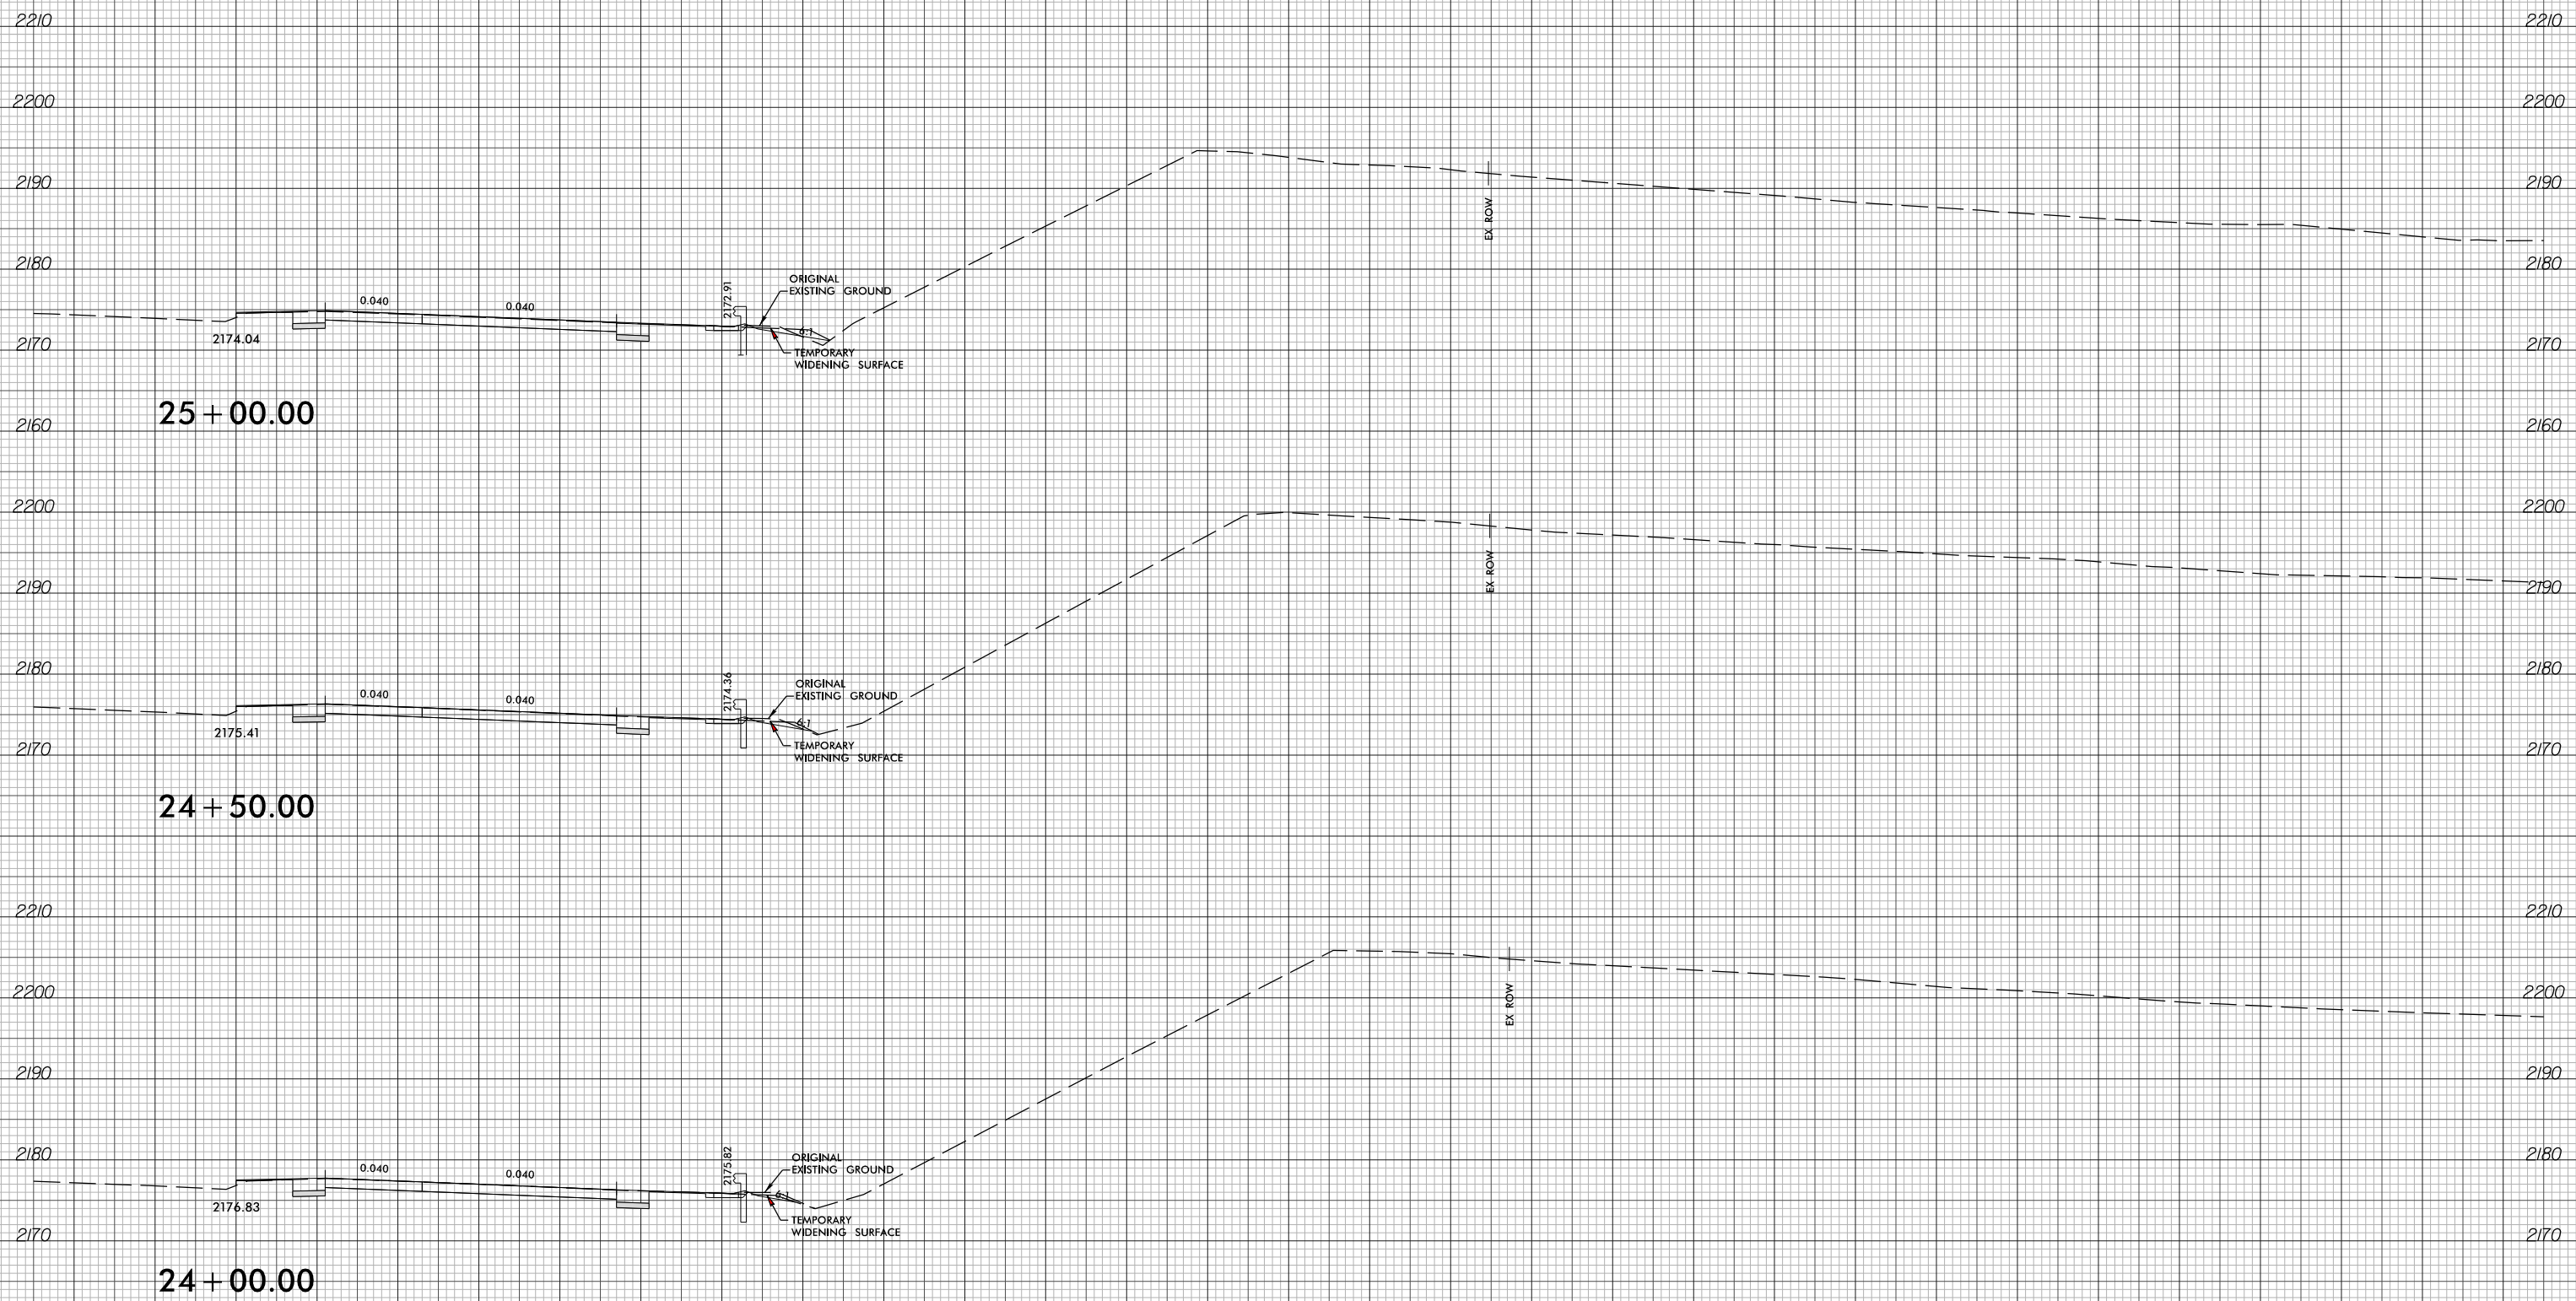 2210 2210
2200 2200
2190 2190
EX ROW
2180 2180
ORIGINAL
EXISTING GROUND
2172.91
0.040 0.040
6:1
2174.04
2170 2170
TEMPORARY
WIDENING SURFACE
25+00.00
2160 2160
2200 2200
EX ROW
2190 2190
2180 2180
ORIGINAL
EXISTING GROUND
2174.36
0.040 0.040
6:1
2175.41
2170 2170
TEMPORARY
WIDENING SURFACE
24+50.00
2210 2210
2200 2200
EX ROW
2190 2190
2180 2180
ORIGINAL
EXISTING GROUND
2175.82
0.040 0.040
6:1
2176.83
TEMPORARY
WIDENING SURFACE
2170 2170
24+00.00